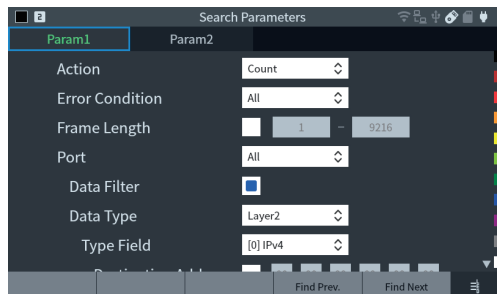 2 Search Parameters
Param1 Param2
Action Count
Error Condition All
Frame Length 1 - 9216
Port All
Data Filter
Data Type Layer2
Type Field [0] IPv4
Find Prev. Find Next